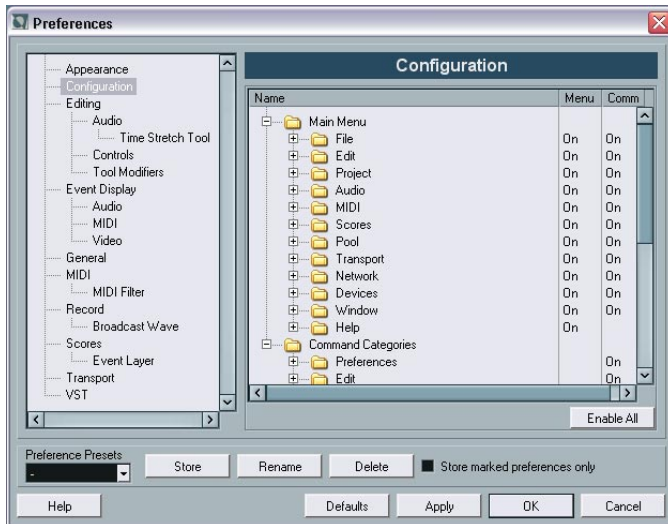 Preferences
Appearance
Configuration
Editing
Audio
Time Stretch Tool
Controls
Tool Modifiers
Event Display
Audio
MIDI
Video
General
MIDI
MIDI Filter
Record
Broadcast Wave
Scores
Event Layer
Transport
VST
Configuration
Name Menu Comm
Main Menu
File On On
Edit On On
Project On On
Audio On On
MIDI On On
Scores On On
Pool On On
Transport On On
Network On On
Devices On On
Window On On
Help On
Command Categories
Preferences On
Edit On
Enable All
Preference Presets
-
Store Rename Delete Store marked preferences only
Help Defaults Apply OK Cancel